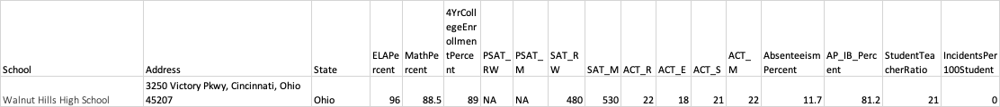 School	Address	State	ELAPercent	MathPercent	4YrCollegeEnrollmentPercent	PSAT_RW	PSAT_M	SAT_RW	SAT_M	ACT_R	ACT_E	ACT_S	ACT_M	AbsenteeismPercent	AP_IB_Percent	StudentTeacherRatio	IncidentsPer100Student
Walnut Hills High School	3250 Victory Pkwy, Cincinnati, Ohio 45207	Ohio	96	88.5	89	NA	NA	480	530	22	18	21	22	11.7	81.2	21	0